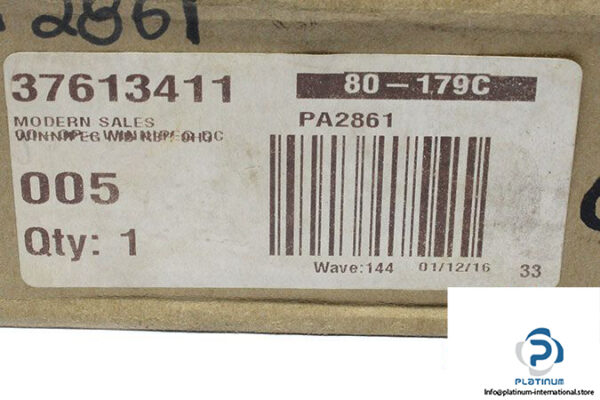 2861
37613411
80-179C
MODERN SALES
WINNIPEG
PA2861
005
Qty: 1
Wave:144 01/12/16 33
P
PLATINUM
Info@platinum-international.store